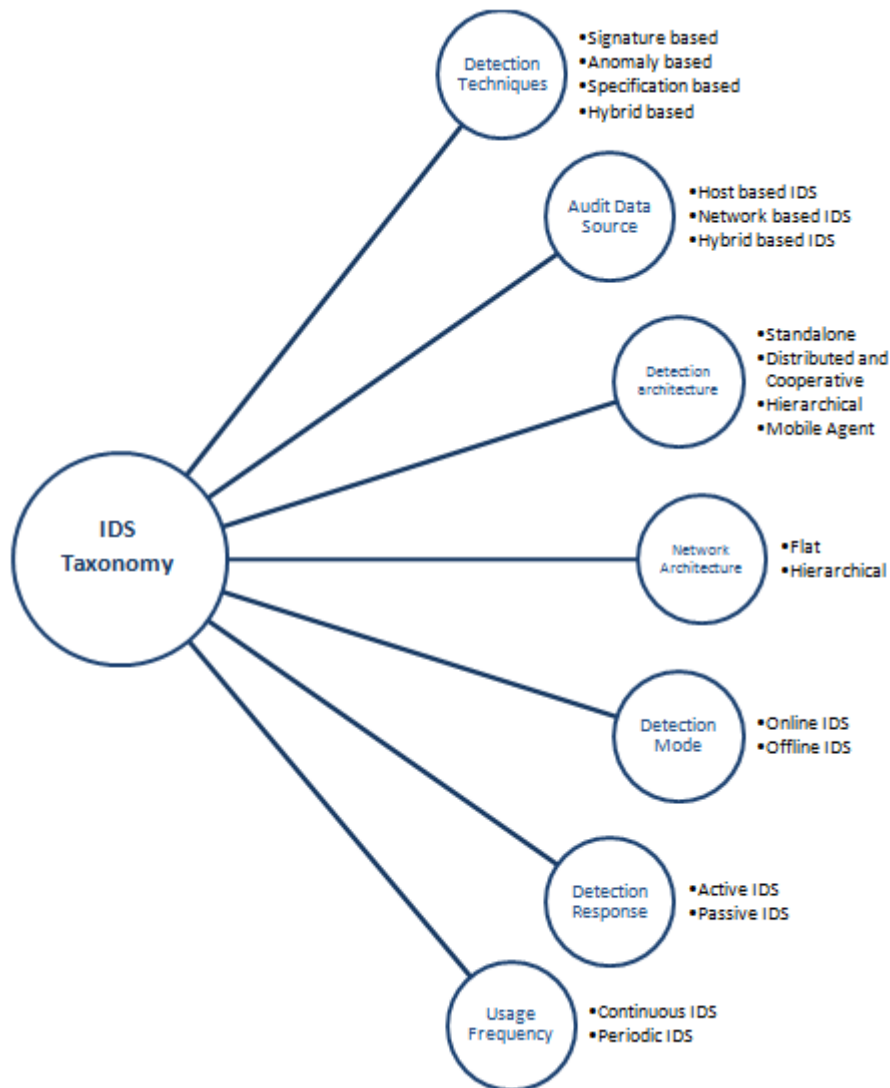 Detection
Techniques
•Signature based
•Anomaly based
•Specification based
•Hybrid based
Audit Data
Source
•Host based IDS
•Network based IDS
•Hybrid based IDS
Detection
architecture
•Standalone
•Distributed and
Cooperative
•Hierarchical
•Mobile Agent
IDS
Taxonomy
Network
Architecture
•Flat
•Hierarchical
Detection
Mode
•Online IDS
•Offline IDS
Detection
Response
•Active IDS
•Passive IDS
Usage
Frequency
•Continuous IDS
•Periodic IDS